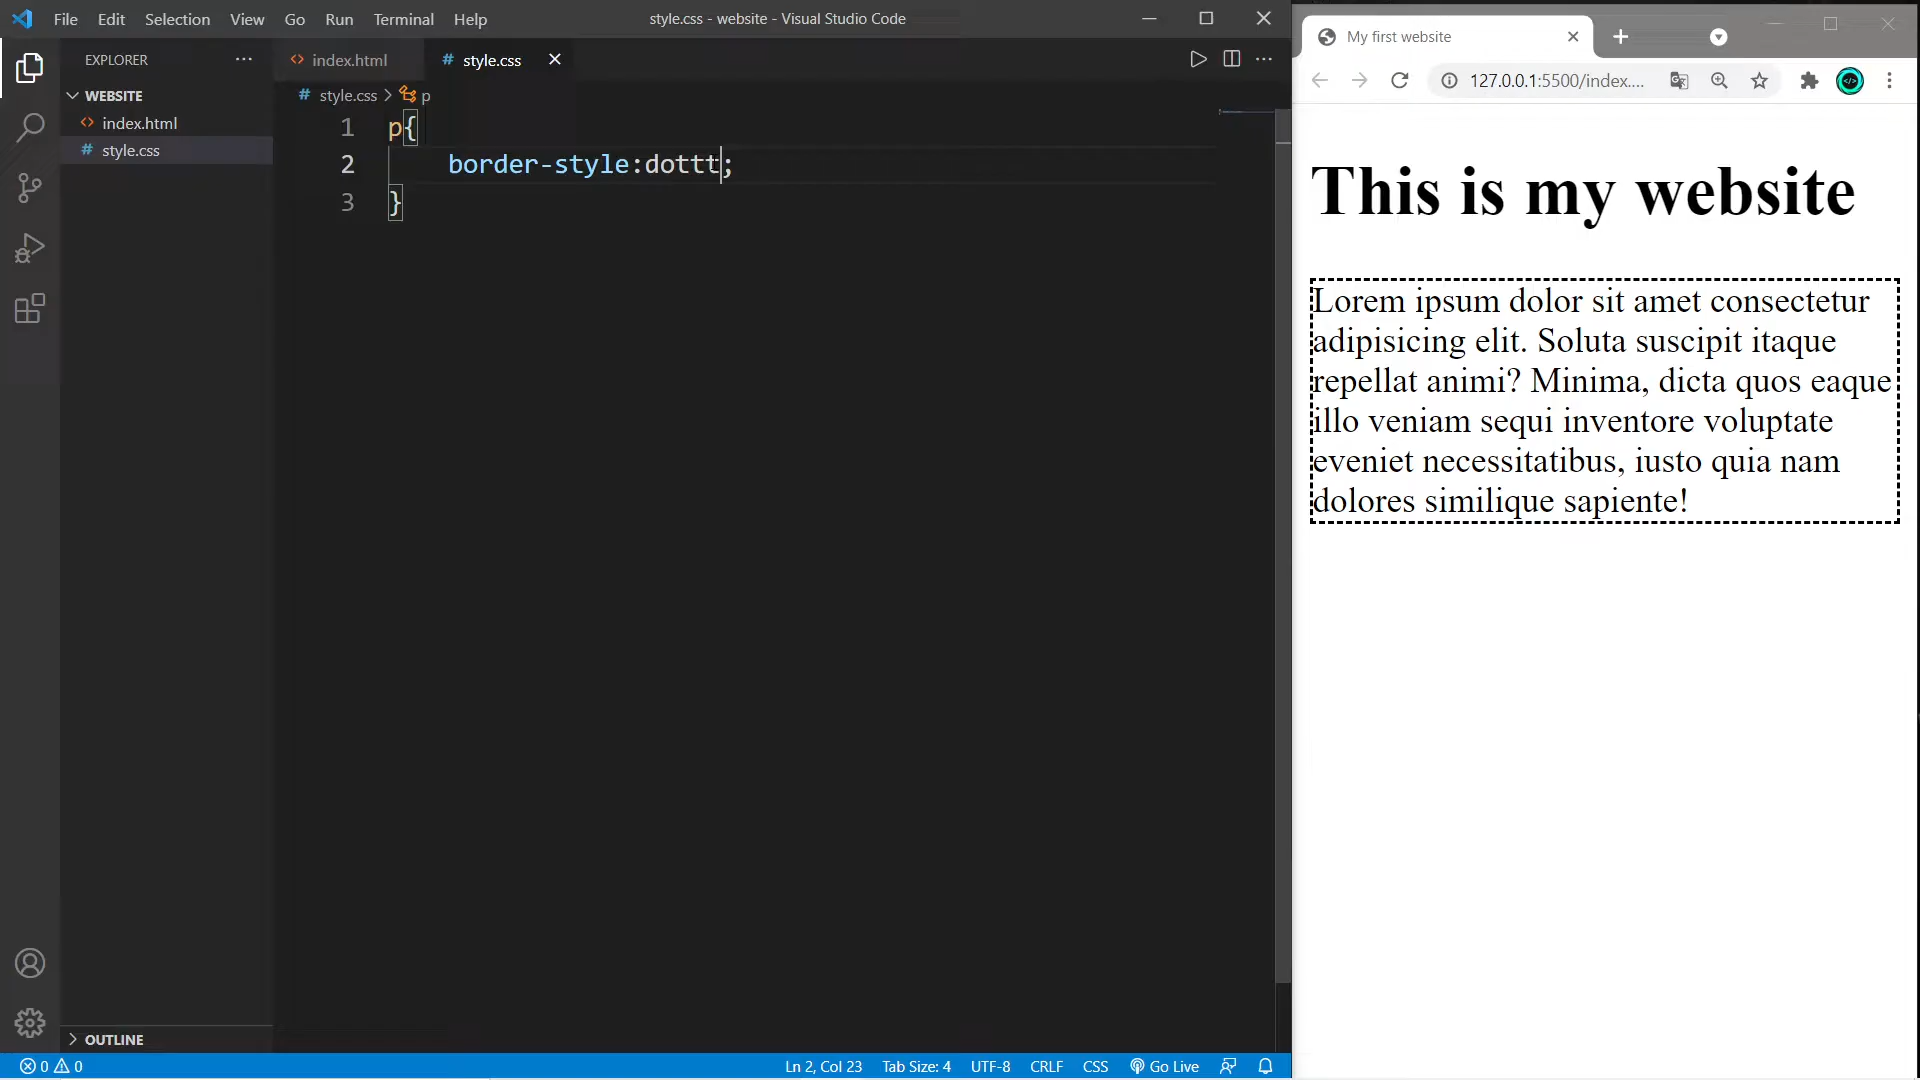 File Edit Selection View Go Run Terminal Help
style.css - website - Visual Studio Code
EXPLORER
WEBSITE
index.html
style.css
OUTLINE
index.html
style.css
style.css > p
1 p{
2 border-style:dottt;
3 }
0 0
Ln 2, Col 23 Tab Size: 4 UTF-8 CRLF CSS Go Live
My first website
127.0.0.1:5500/index....
This is my website
Lorem ipsum dolor sit amet consectetur
adipisicing elit. Soluta suscipit itaque
repellat animi? Minima, dicta quos eaque
illo veniam sequi inventore voluptate
eveniet necessitatibus, iusto quia nam
dolores similique sapiente!